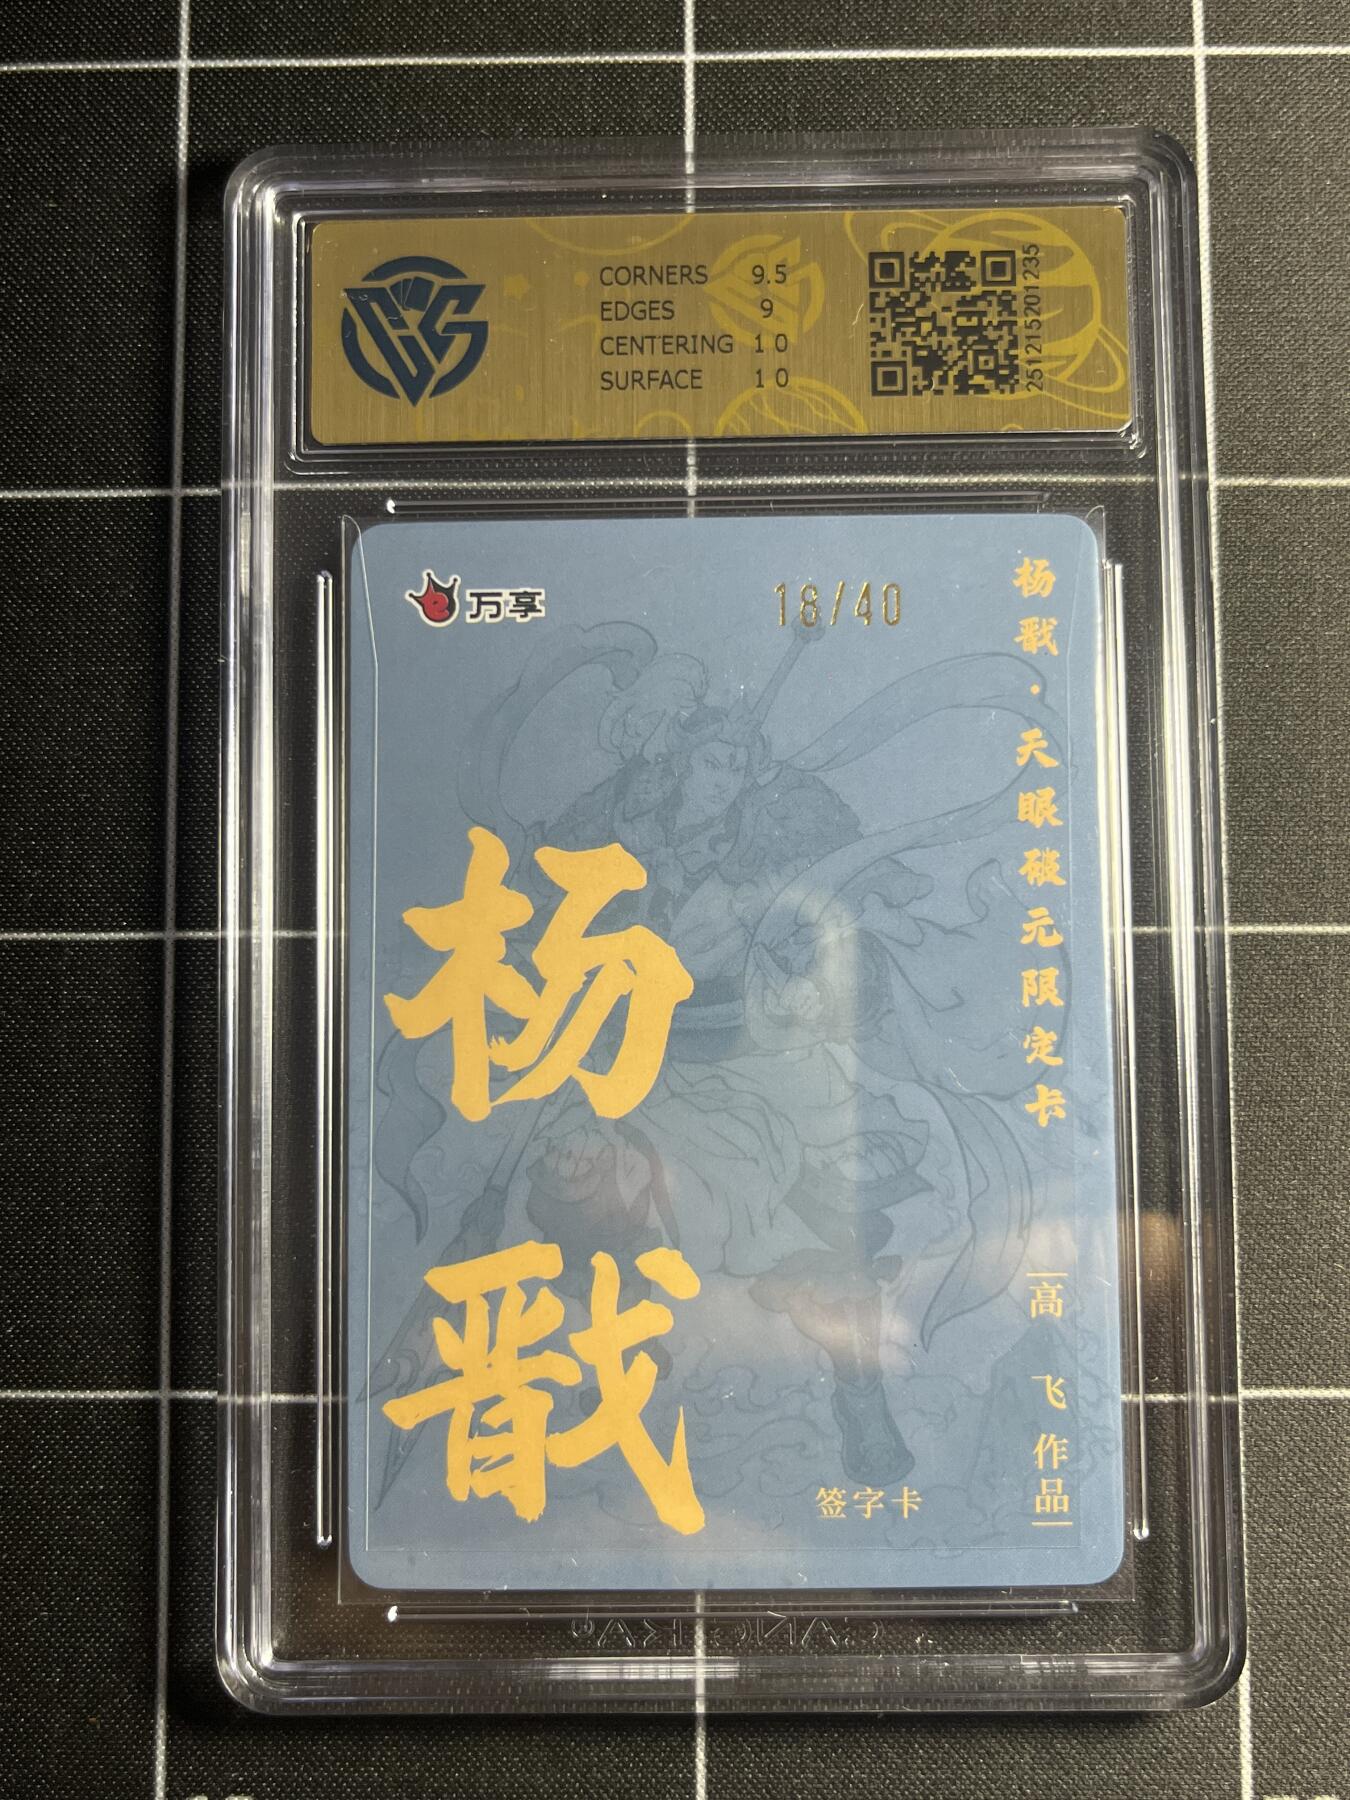 CORNERS 9.5
EDGES 9
CENTERING 10
SURFACE 10
251215201235
万享
18/40
杨戬·天眼破元限定卡
杨戬
高飞作品
签字卡